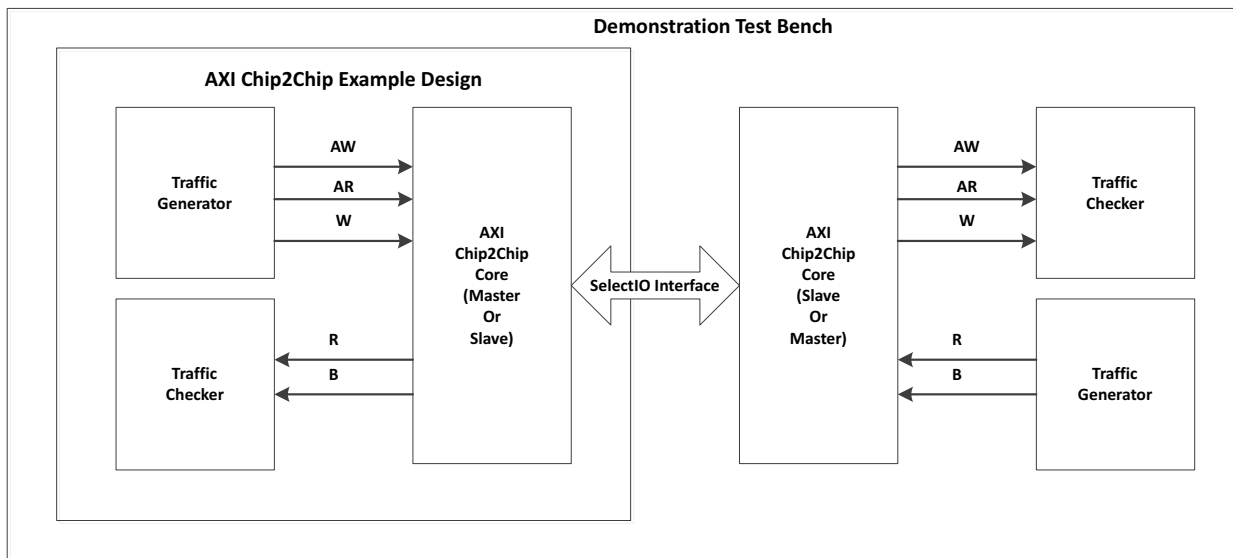 Demonstration Test Bench
AXI Chip2Chip Example Design
Traffic
Generator
AW
AR
W
Traffic
Checker
R
B
AXI
Chip2Chip
Core
(Master
Or
Slave)
SelectIO Interface
AXI
Chip2Chip
Core
(Slave
Or
Master)
AW
AR
W
Traffic
Checker
R
B
Traffic
Generator